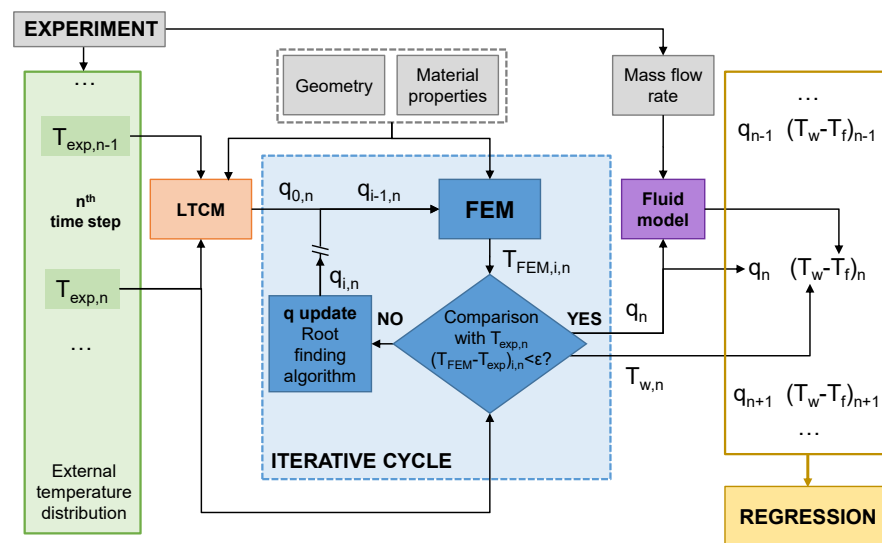 EXPERIMENT
...
T_exp,n-1
n^th
time step
T_exp,n
...
External
temperature
distribution
LTCM
Geometry
Material
properties
Mass flow
rate
q_0,n
q_i-1,n
FEM
T_FEM,i,n
q_i,n
q update
Root
finding
algorithm
NO
Comparison
with T_exp,n
(T_FEM-T_exp)_i,n<ε?
YES
ITERATIVE CYCLE
Fluid
model
q_n
T_w,n
...
q_n-1 (T_w-T_f)_n-1
q_n (T_w-T_f)_n
q_n+1 (T_w-T_f)_n+1
...
REGRESSION